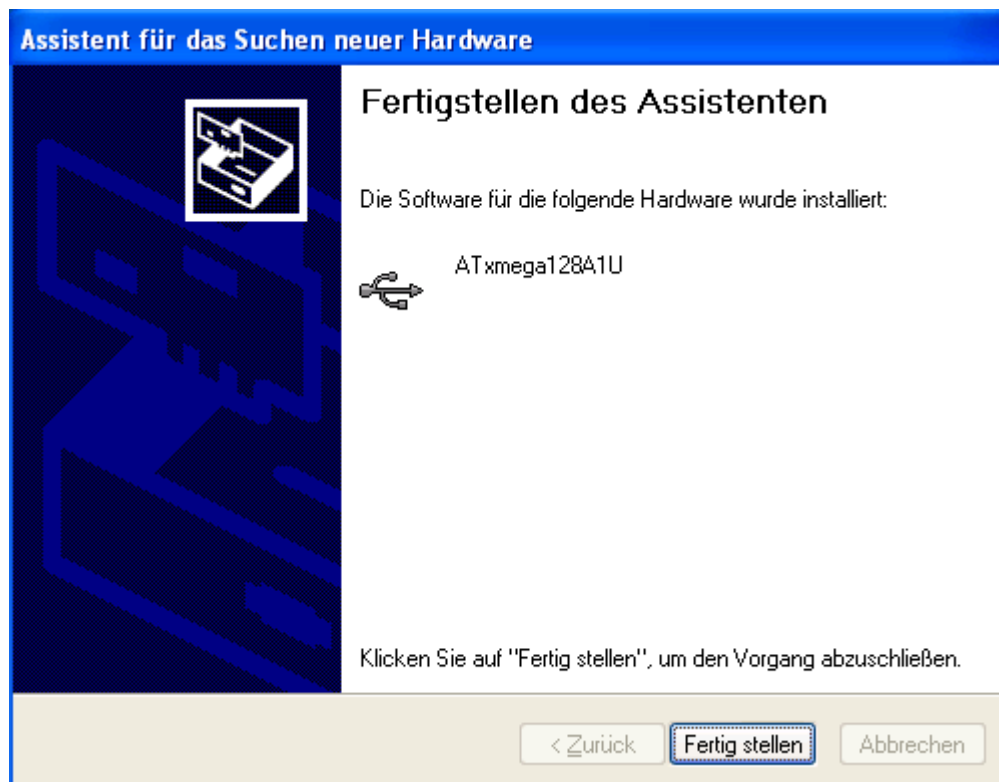 Assistent für das Suchen neuer Hardware
Fertigstellen des Assistenten
Die Software für die folgende Hardware wurde installiert:
ATxmega128A1U
Klicken Sie auf "Fertig stellen", um den Vorgang abzuschließen.
< Zurück
Fertig stellen
Abbrechen